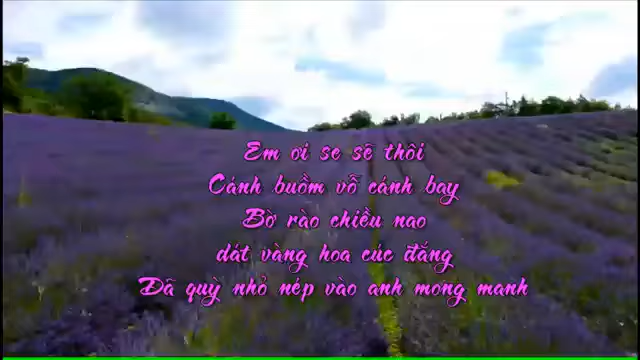 Em ơi se sẽ thôi
Cánh buồm vỗ cánh bay
Bờ rào chiều nao
dát vàng hoa cúc đắng
Dã quỳ nhỏ nép vào anh mong manh